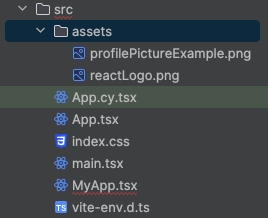 src
assets
profilePictureExample.png
reactLogo.png
App.cy.tsx
App.tsx
index.css
main.tsx
MyApp.tsx
TS vite-env.d.ts